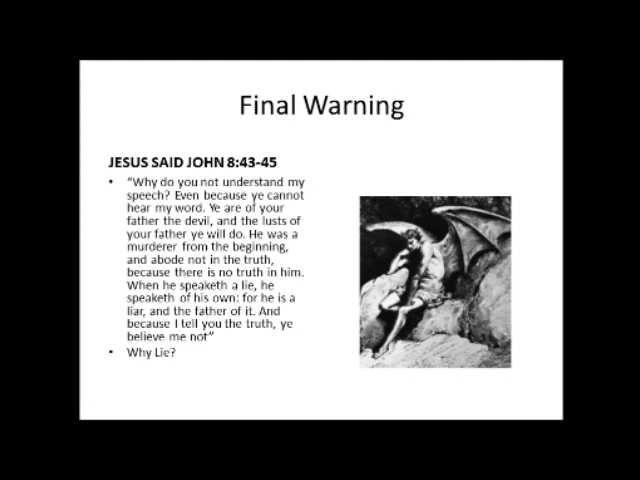 Final Warning
JESUS SAID JOHN 8:43-45
• “Why do you not understand my
speech? Even because ye cannot
hear my word. Ye are of your
father the devil, and the lusts of
your father ye will do. He was a
murderer from the beginning,
and abode not in the truth,
because there is no truth in him.
When he speaketh a lie, he
speaketh of his own: for he is a
liar, and the father of it. And
because I tell you the truth, ye
believe me not”
• Why Lie?